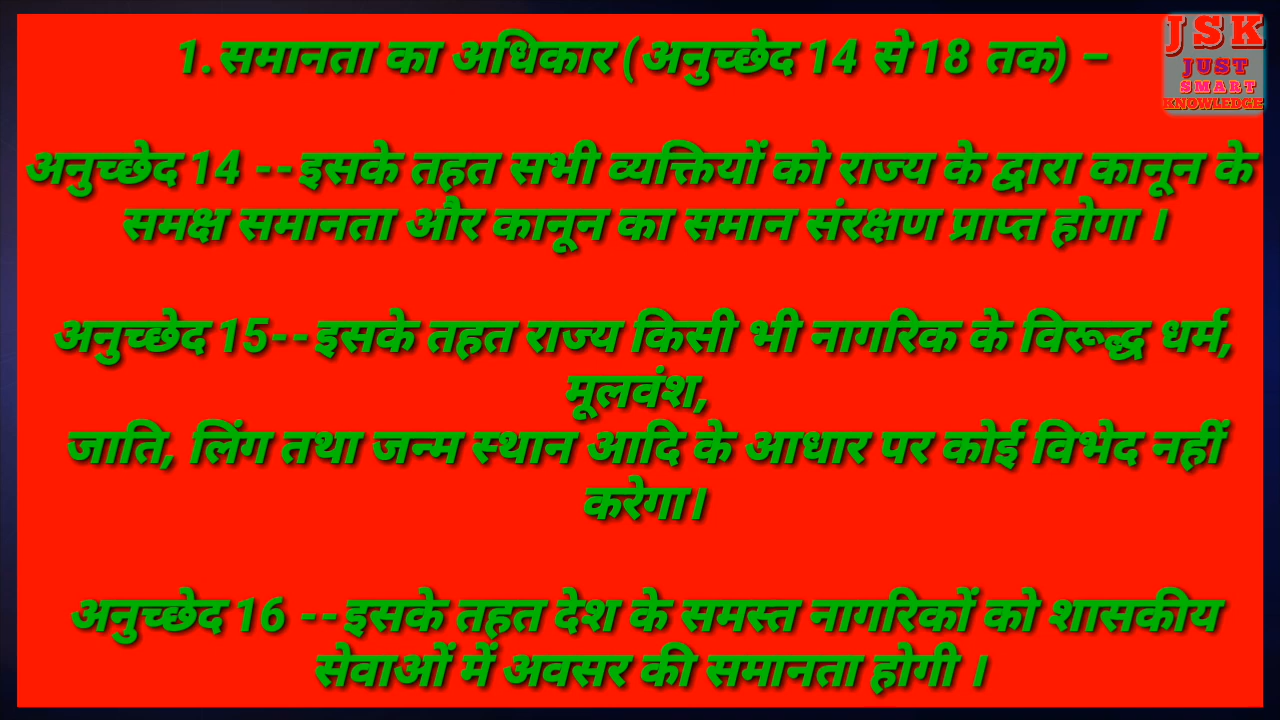 1.समानता का अधिकार (अनुच्छेद 14 से 18 तक) –
J S K
JUST
SMART
KNOWLEDGE
अनुच्छेद 14 --इसके तहत सभी व्यक्तियों को राज्य के द्वारा कानून के
समक्ष समानता और कानून का समान संरक्षण प्राप्त होगा ।
अनुच्छेद 15--इसके तहत राज्य किसी भी नागरिक के विरूद्ध धर्म,
मूलवंश,
जाति, लिंग तथा जन्म स्थान आदि के आधार पर कोई विभेद नहीं
करेगा।
अनुच्छेद 16 --इसके तहत देश के समस्त नागरिकों को शासकीय
सेवाओं में अवसर की समानता होगी ।